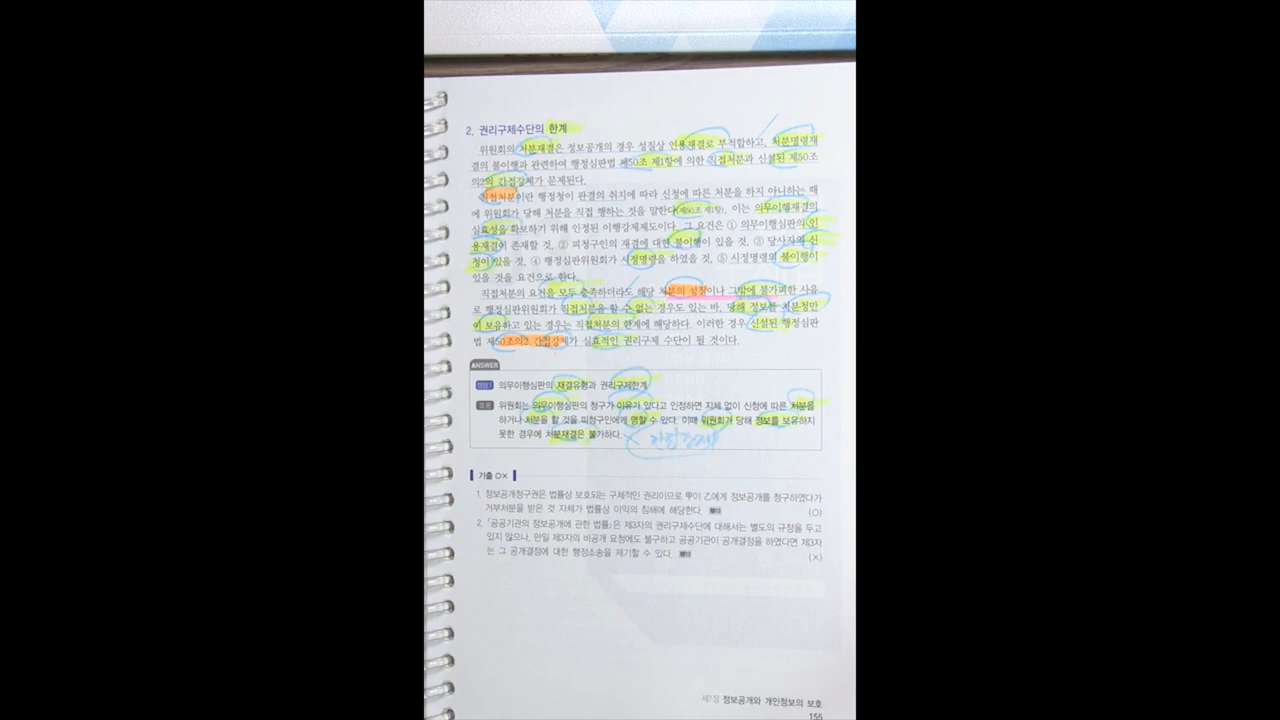 2. 권리구제수단의 한계
위원회의 처분재결은 정보공개의 경우 성질상 인용재결로 부적합하고, 처분명령재
결의 불이행과 관련하여 행정심판법 제50조 제1항에 의한 직접처분과 신설된 제50조
의2의 간접강제가 문제된다.
직접처분이란 행정청이 판결의 취지에 따라 신청에 따른 처분을 하지 아니하는 때
에 위원회가 당해 처분을 직접 행하는 것을 말한다(제50조 제1항). 이는 의무이행재결의
실효성을 확보하기 위해 인정된 이행강제제도이다. 그 요건은 ① 의무이행심판의 인
용재결이 존재할 것, ② 피청구인의 재결에 대한 불이행이 있을 것, ③ 당사자의 신
청이 있을 것, ④ 행정심판위원회가 시정명령을 하였을 것, ⑤ 시정명령의 불이행이
있을 것을 요건으로 한다.
직접처분의 요건을 모두 충족하더라도 해당 처분의 성질이나 그밖에 불가피한 사유
로 행정심판위원회가 직접처분을 할 수 없는 경우도 있는 바, 당해 정보를 처분청만
이 보유하고 있는 경우는 직접처분의 한계에 해당하다. 이러한 경우 신설된 행정심판
법 제50조의2 간접강제가 실효적인 권리구제 수단이 될 것이다.
ANSWER
쟁점 의무이행심판의 재결유형과 권리구제한계
결론 위원회는 의무이행심판의 청구가 이유가 있다고 인정하면 지체 없이 신청에 따른 처분을
하거나 처분을 할 것을 피청구인에게 명할 수 있다. 이때 위원회가 당해 정보를 보유하지
못한 경우에 처분재결은 불가하다.
간접강제
기출 OX
1. 정보공개청구권은 법률상 보호되는 구체적인 권리이므로 甲이 乙에게 정보공개를 청구하였다가
거부처분을 받은 것 자체가 법률상 이익의 침해에 해당한다. (O)
2. 「공공기관의 정보공개에 관한 법률」은 제3자의 권리구제수단에 대해서는 별도의 규정을 두고
있지 않으나, 만일 제3자의 비공개 요청에도 불구하고 공공기관이 공개결정을 하였다면 제3자
는 그 공개결정에 대한 행정소송을 제기할 수 있다. (X)
제7장 정보공개와 개인정보의 보호
155